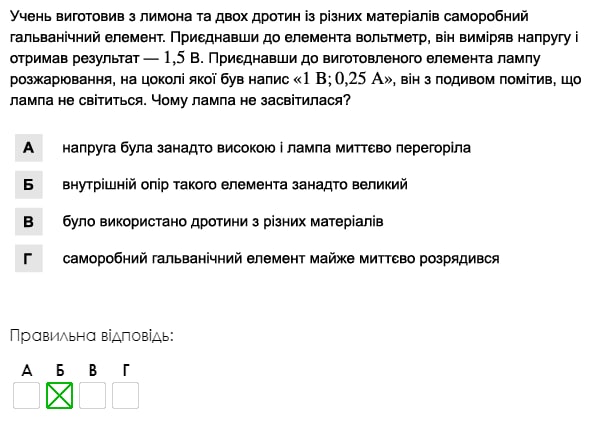 Учень виготовив з лимона та двох дротин із різних матеріалів саморобний
гальванічний елемент. Приєднавши до елемента вольтметр, він виміряв напругу і
отримав результат — 1,5 В. Приєднавши до виготовленого елемента лампу
розжарювання, на цоколі якої був напис «1 В; 0,25 А», він з подивом помітив, що
лампа не світиться. Чому лампа не засвітилася?
А напруга була занадто високою і лампа миттєво перегоріла
Б внутрішній опір такого елемента занадто великий
В було використано дротини з різних матеріалів
Г саморобний гальванічний елемент майже миттєво розрядився
Правильна відповідь:
А Б В Г